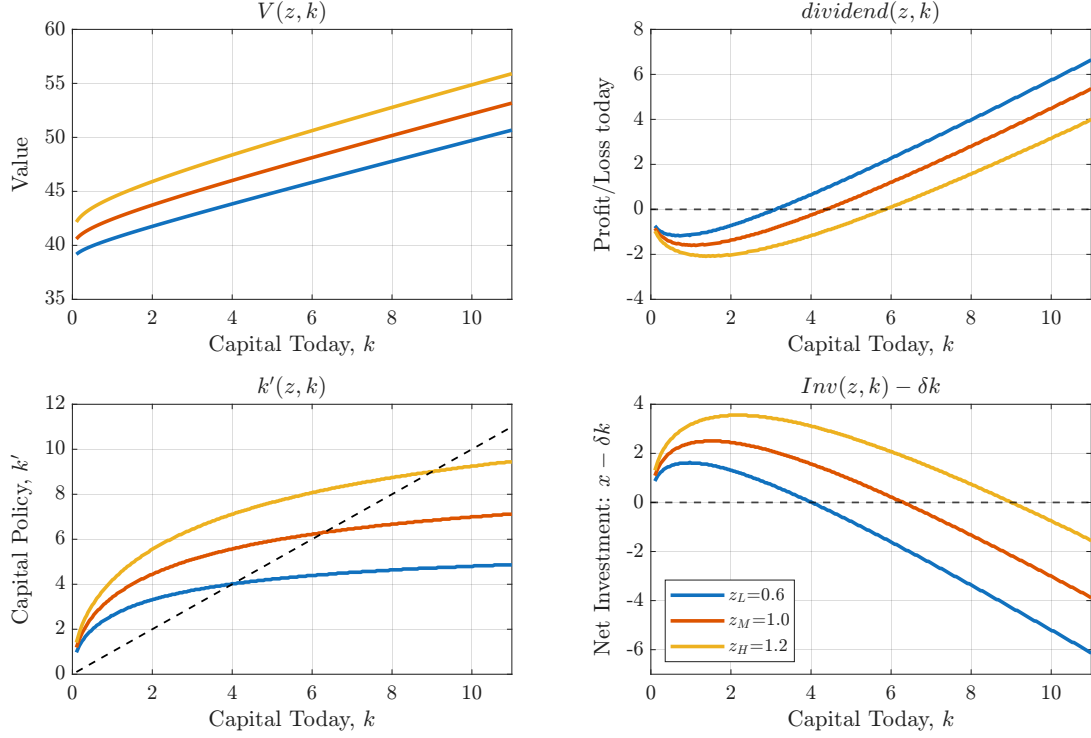 V(z, k)
60
55
50
45
40
35
Value
0 2 4 6 8 10
Capital Today, k
dividend(z, k)
8
6
4
2
0
-2
-4
Profit/Loss today
0 2 4 6 8 10
Capital Today, k
k′(z, k)
12
10
8
6
4
2
0
Capital Policy, k′
0 2 4 6 8 10
Capital Today, k
Inv(z, k) − δk
4
2
0
-2
-4
-6
Net Investment: x − δk
z_L=0.6
z_M=1.0
z_H=1.2
0 2 4 6 8 10
Capital Today, k